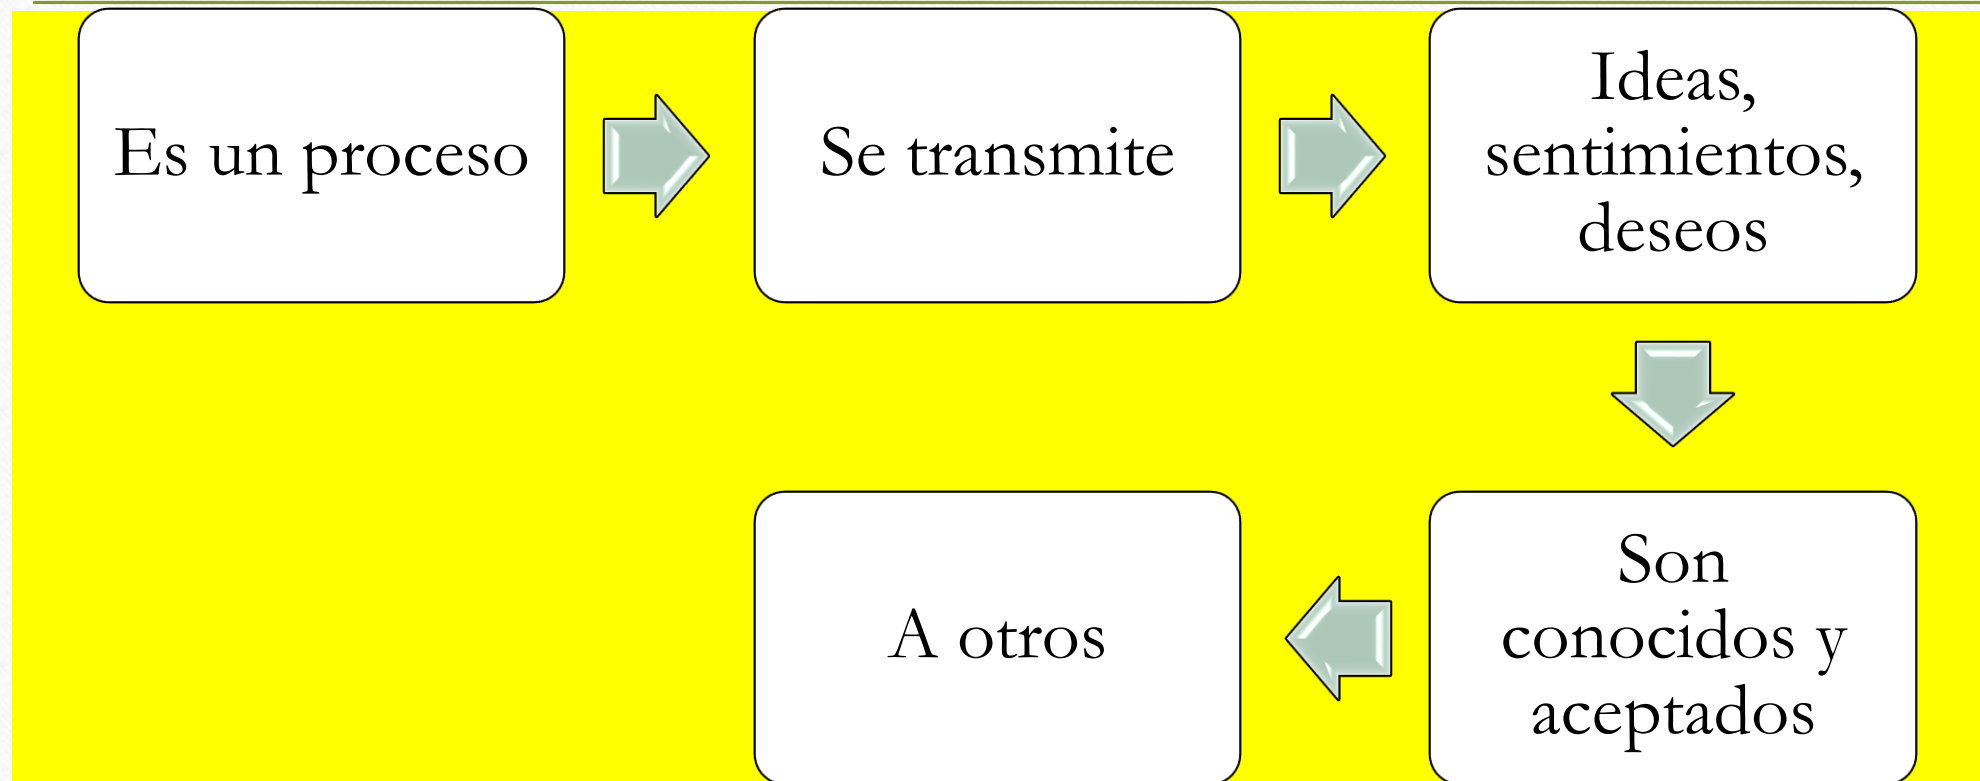 Es un proceso
Se transmite
Ideas,
sentimientos,
deseos
Son
conocidos y
aceptados
A otros